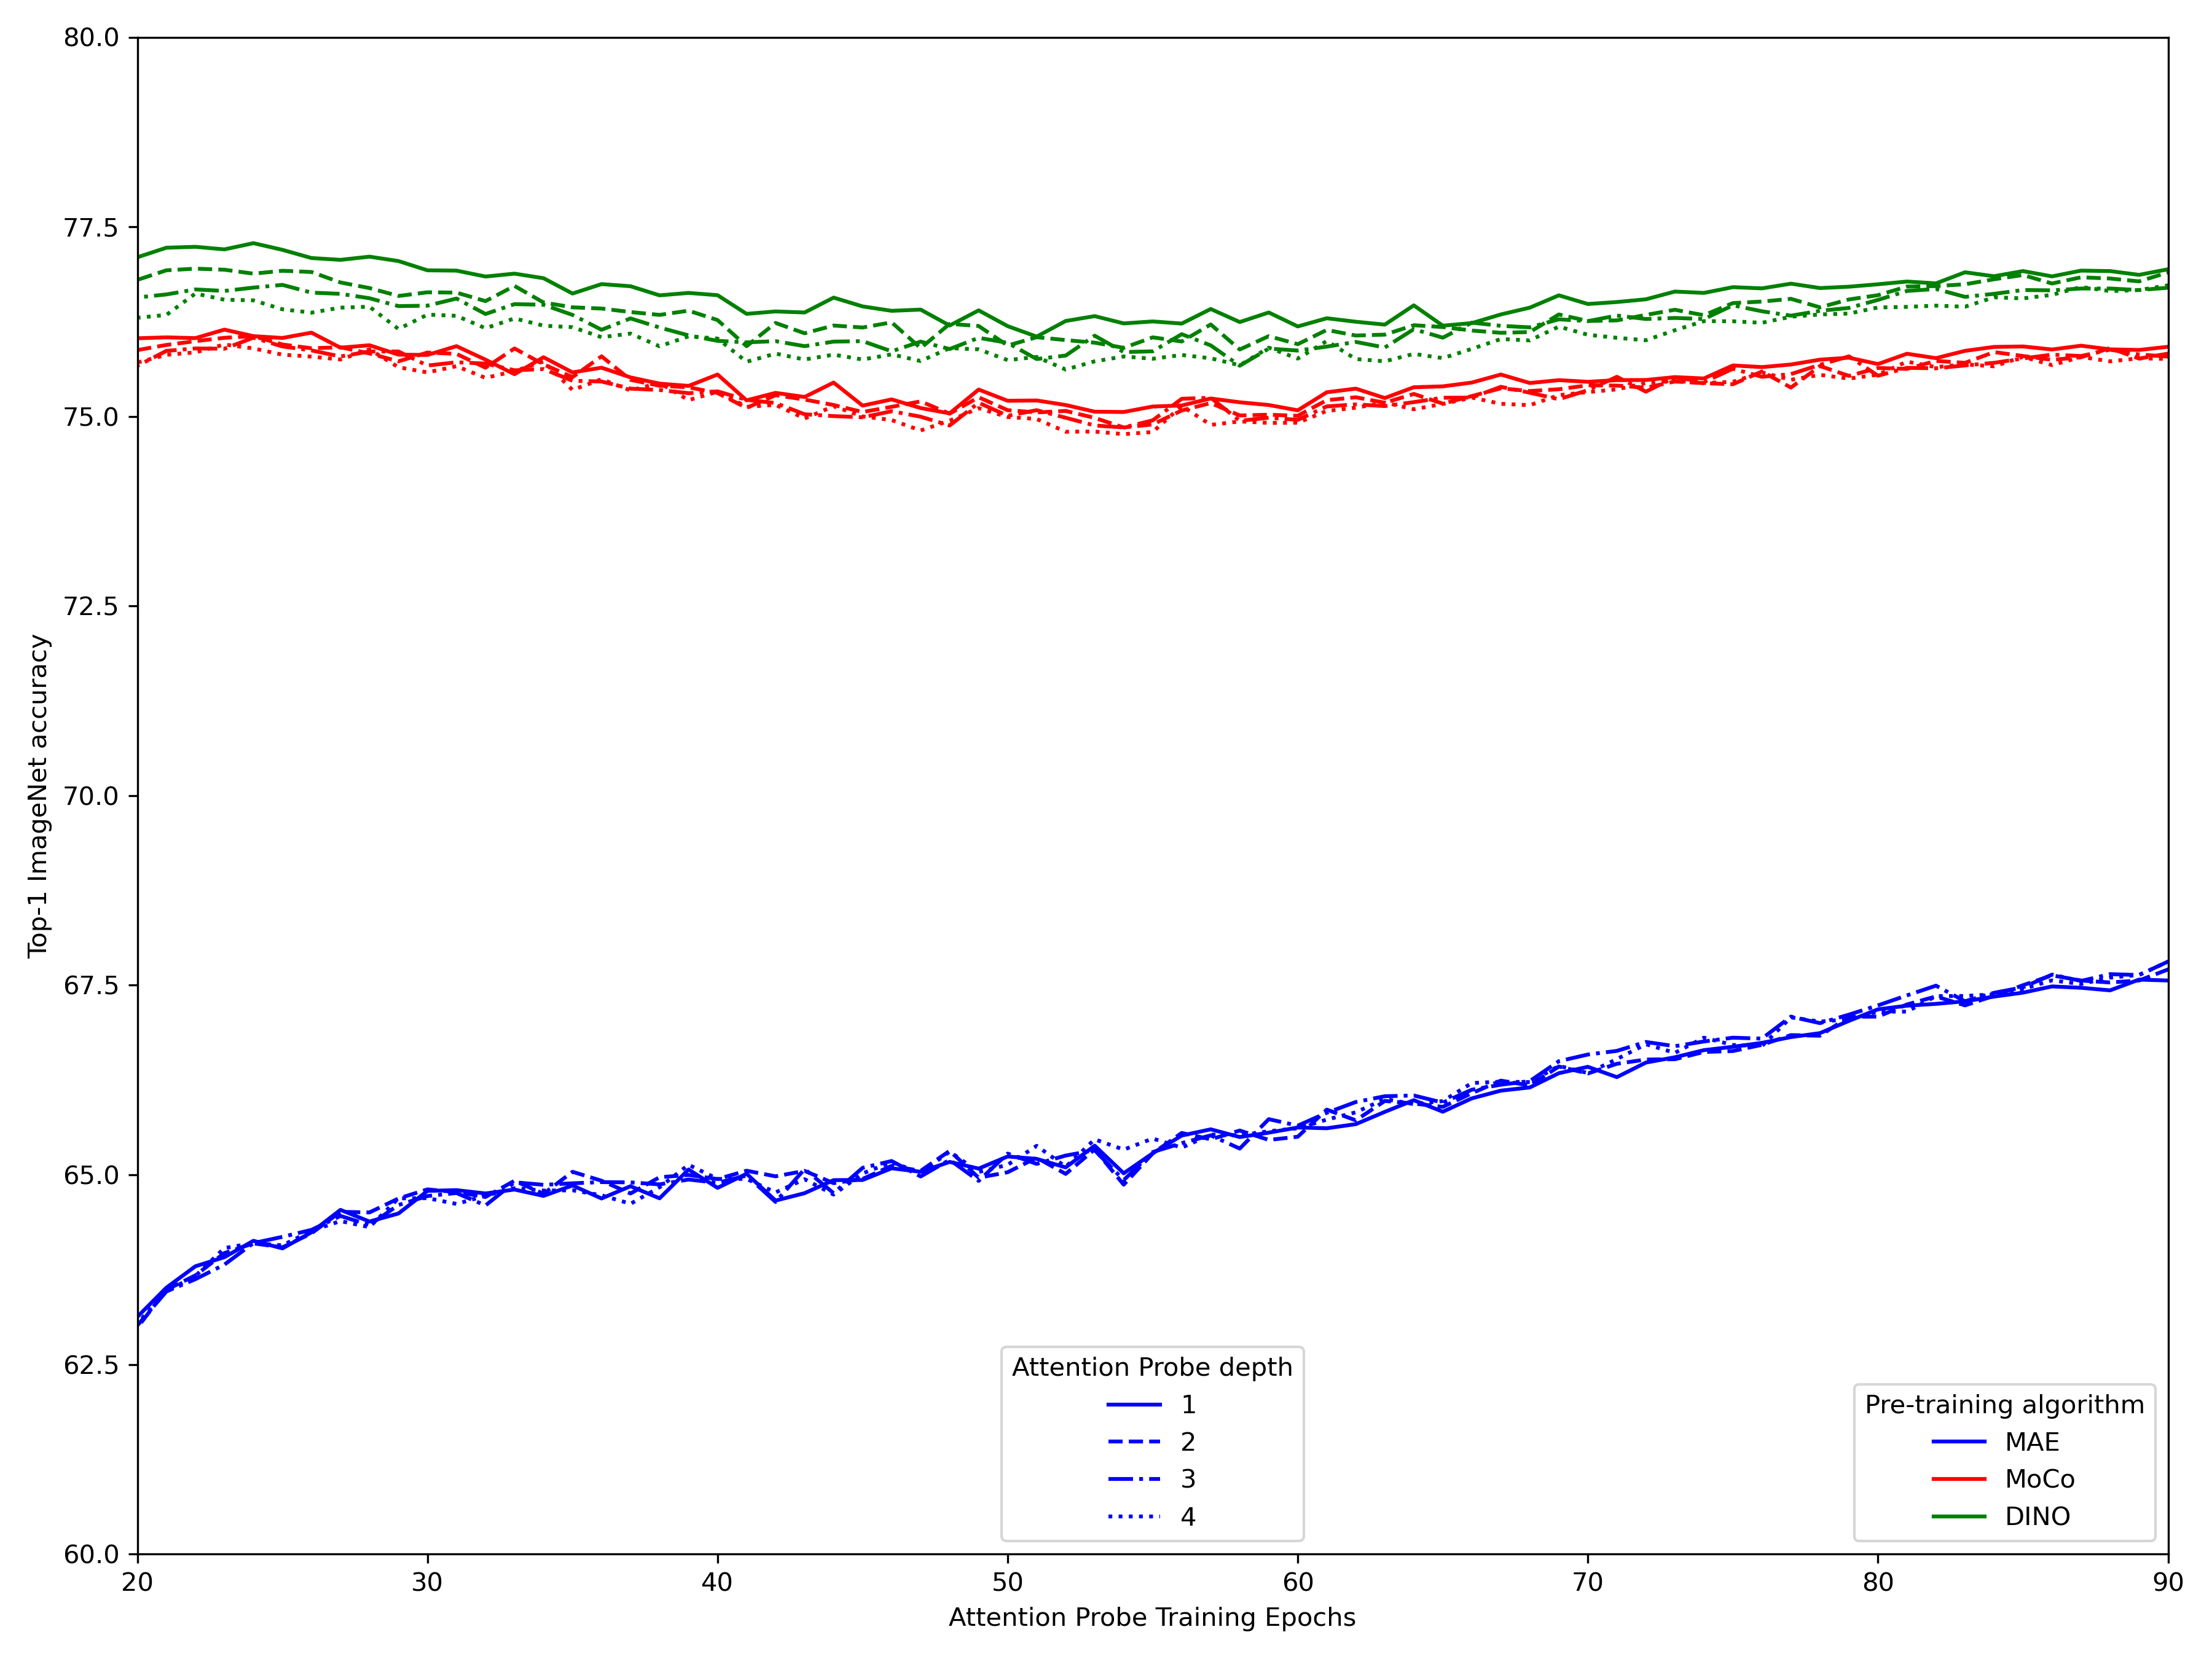 80.0
77.5
75.0
72.5
70.0
67.5
65.0
62.5
60.0
Top-1 ImageNet accuracy
20 30 40 50 60 70 80 90
Attention Probe Training Epochs
Attention Probe depth
1
2
3
4
Pre-training algorithm
MAE
MoCo
DINO